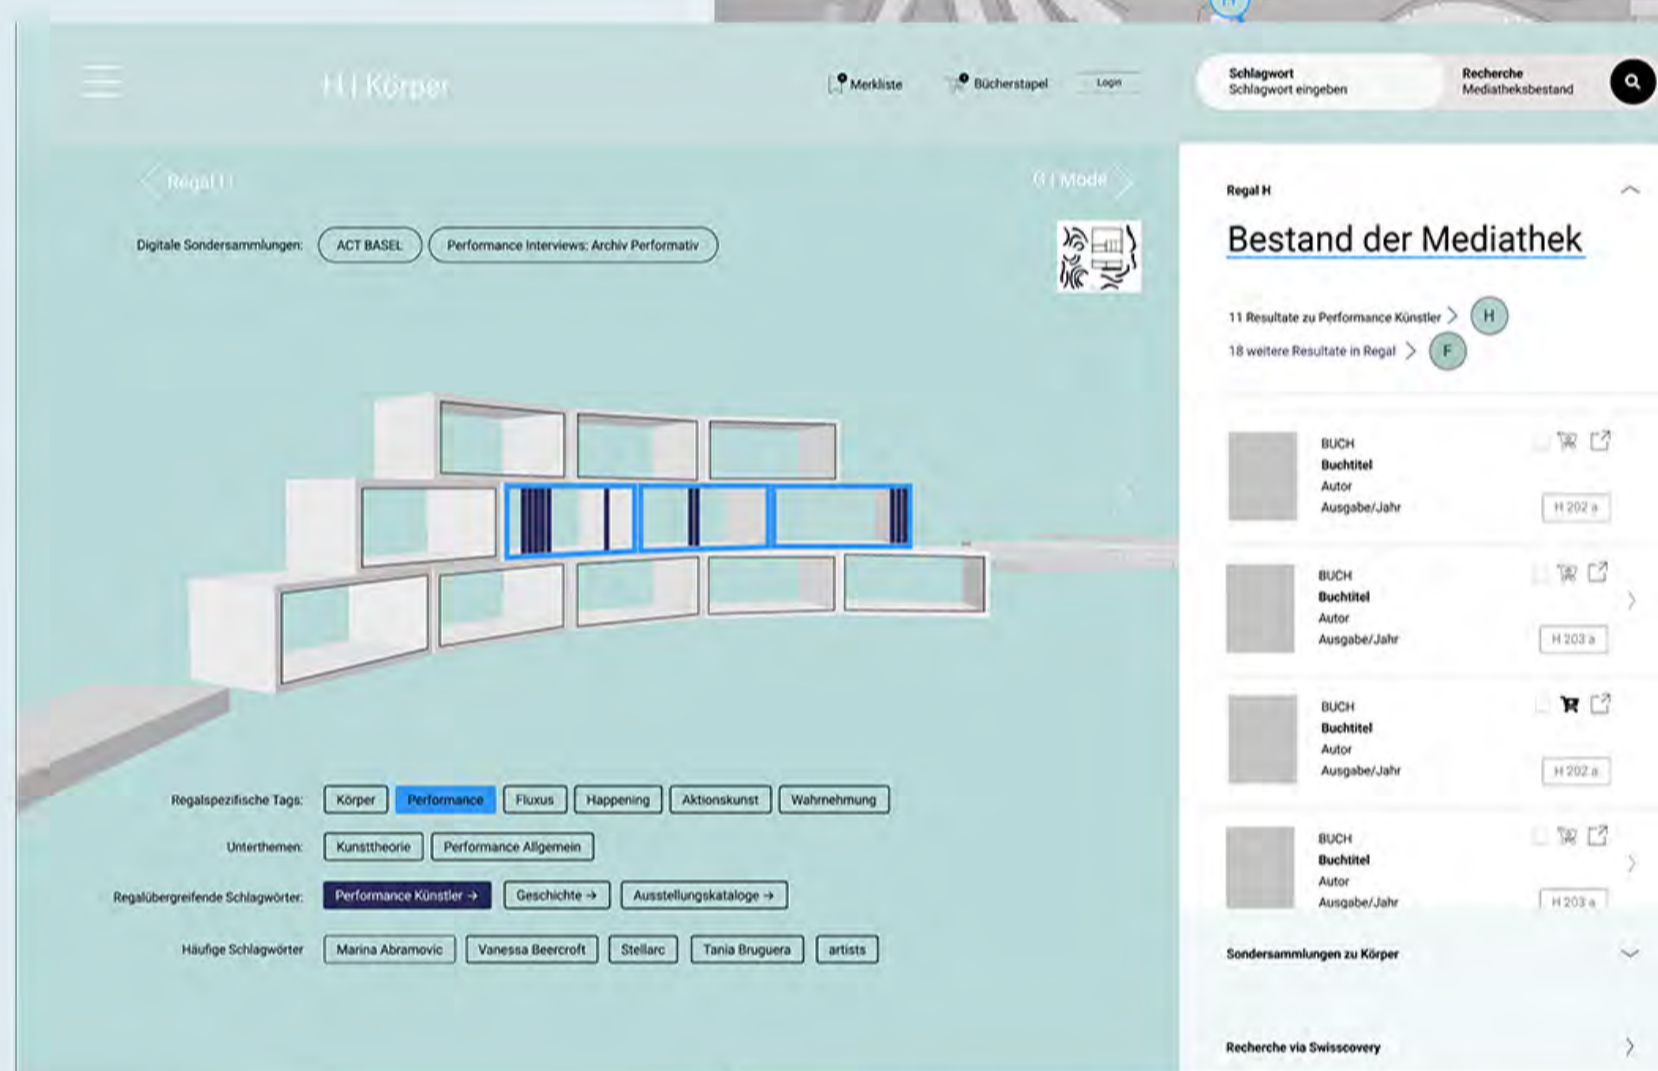 H
H | Körper
Merkliste
Bücherstapel
Login
Schlagwort
Schlagwort eingeben
Recherche
Mediatheksbestand
Regal I |
G | Mode
Digitale Sondersammlungen:
ACT BASEL
Performance Interviews: Archiv Performativ
Regal H
Bestand der Mediathek
11 Resultate zu Performance Künstler
H
18 weitere Resultate in Regal
F
BUCH
Buchtitel
Autor
Ausgabe/Jahr
H 202 a
BUCH
Buchtitel
Autor
Ausgabe/Jahr
H 203 a
BUCH
Buchtitel
Autor
Ausgabe/Jahr
H 202 a
BUCH
Buchtitel
Autor
Ausgabe/Jahr
H 203 a
Regalspezifische Tags:
Körper
Performance
Fluxus
Happening
Aktionskunst
Wahrnehmung
Unterthemen:
Kunsttheorie
Performance Allgemein
Regalübergreifende Schlagwörter:
Performance Künstler →
Geschichte →
Ausstellungskataloge →
Häufige Schlagwörter
Marina Abramovic
Vanessa Beercroft
Stellarc
Tania Bruguera
artists
Sondersammlungen zu Körper
Recherche via Swisscovery